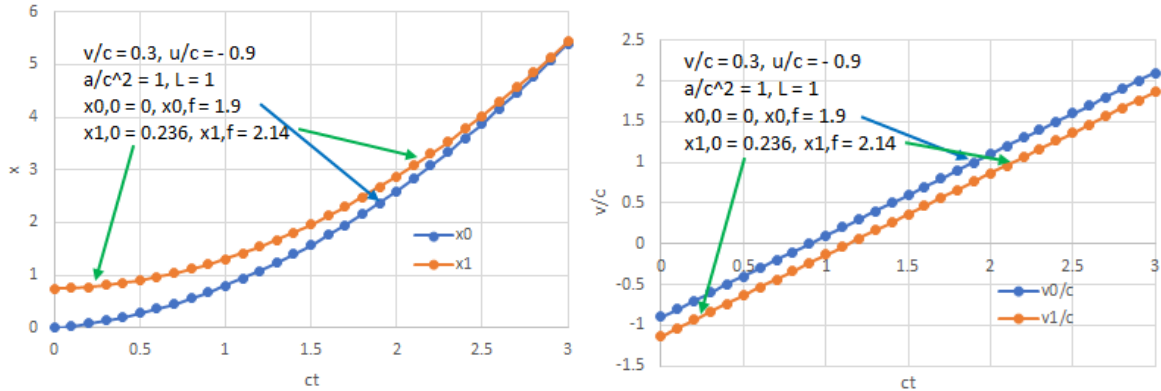 6
5
4
3
2
1
0
x
v/c = 0.3, u/c = - 0.9
a/c^2 = 1, L = 1
x0,0 = 0, x0,f = 1.9
x1,0 = 0.236, x1,f = 2.14
x0
x1
0 0.5 1 1.5 2 2.5 3
ct
2.5
2
1.5
1
0.5
0
-0.5
-1
-1.5
v/c
v/c = 0.3, u/c = - 0.9
a/c^2 = 1, L = 1
x0,0 = 0, x0,f = 1.9
x1,0 = 0.236, x1,f = 2.14
0 0.5 1 1.5 2 2.5 3
v0/c
v1/c
ct